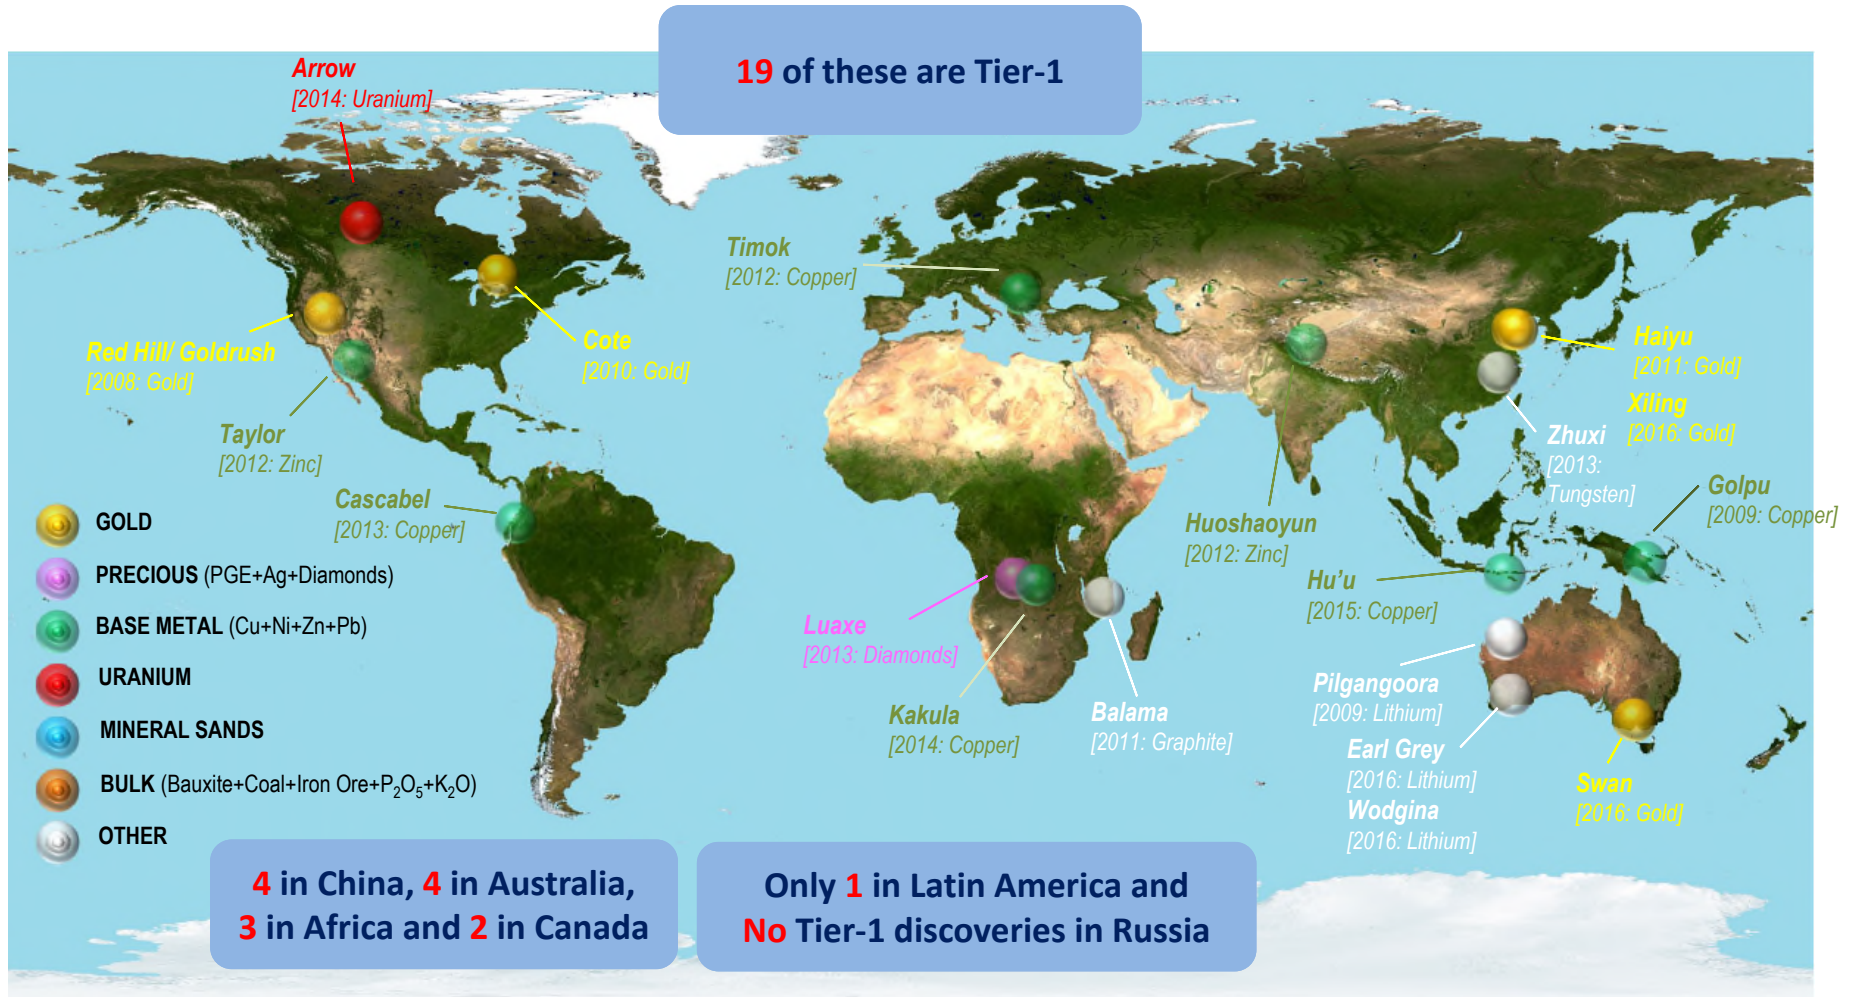 19 of these are Tier-1
Arrow
[2014: Uranium]
Timok
[2012: Copper]
Red Hill/ Goldrush
[2008: Gold]
Cote
[2010: Gold]
Haiyu
[2011: Gold]
Xiling
[2016: Gold]
Taylor
[2012: Zinc]
Zhuxi
[2013:
Tungsten]
Cascabel
[2013: Copper]
Golpu
[2009: Copper]
Huoshaoyun
[2012: Zinc]
Hu'u
[2015: Copper]
Luaxe
[2013: Diamonds]
Kakula
[2014: Copper]
Balama
[2011: Graphite]
Pilgangoora
[2009: Lithium]
Earl Grey
[2016: Lithium]
Wodgina
[2016: Lithium]
Swan
[2016: Gold]
GOLD
PRECIOUS (PGE+Ag+Diamonds)
BASE METAL (Cu+Ni+Zn+Pb)
URANIUM
MINERAL SANDS
BULK (Bauxite+Coal+Iron Ore+P₂O₅+K₂O)
OTHER
4 in China, 4 in Australia,
3 in Africa and 2 in Canada
Only 1 in Latin America and
No Tier-1 discoveries in Russia